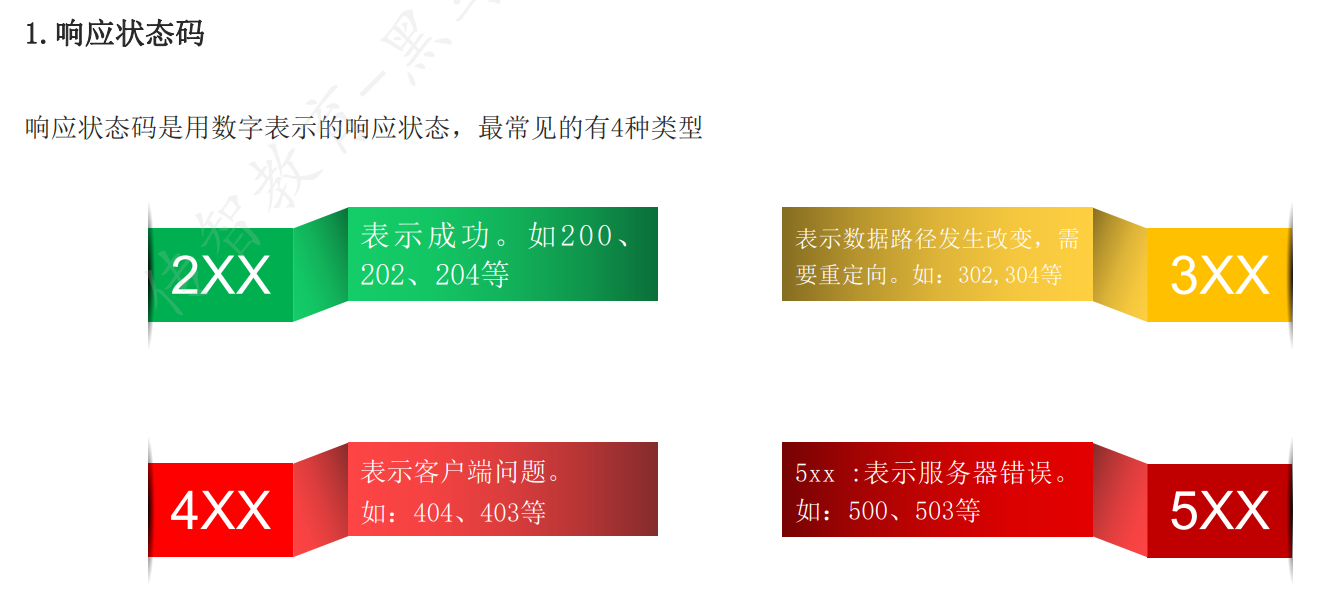 1. 响应状态码
响应状态码是用数字表示的响应状态，最常见的有4种类型
2XX
表示成功。如200、
202、204等
表示数据路径发生改变，需
要重定向。如：302,304等
3XX
4XX
表示客户端问题。
如：404、403等
5xx :表示服务器错误。
如：500、503等
5XX
智教育-黑